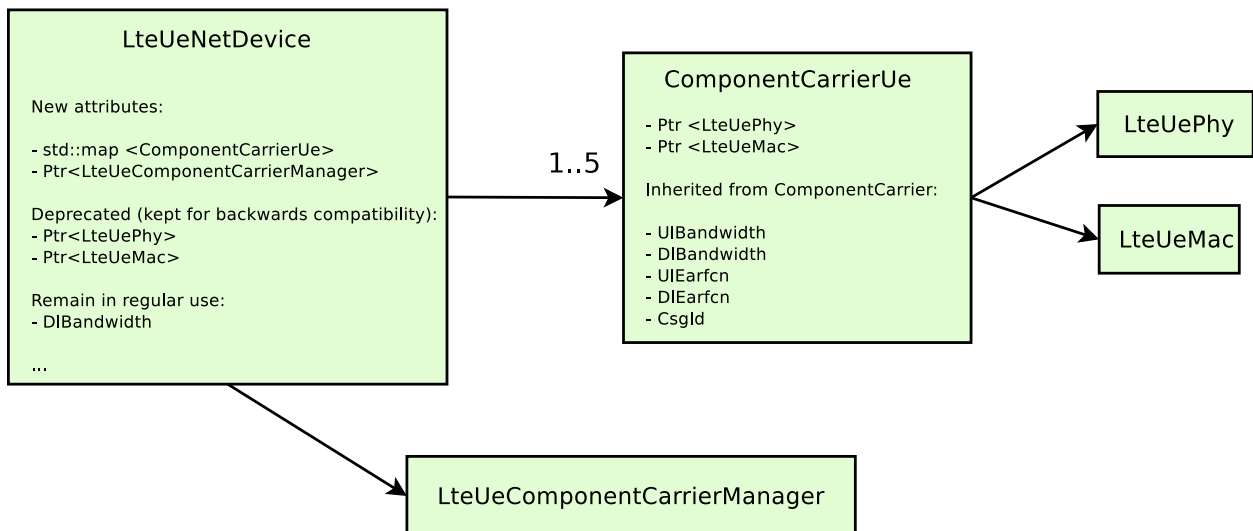 LteUeNetDevice
New attributes:
- std::map <ComponentCarrierUe>
- Ptr<LteUeComponentCarrierManager>
Deprecated (kept for backwards compatibility):
- Ptr<LteUePhy>
- Ptr<LteUeMac>
Remain in regular use:
- DlBandwidth
...
1..5
ComponentCarrierUe
- Ptr <LteUePhy>
- Ptr <LteUeMac>
Inherited from ComponentCarrier:
- UlBandwidth
- DlBandwidth
- UlEarfcn
- DlEarfcn
- CsgId
LteUePhy
LteUeMac
LteUeComponentCarrierManager